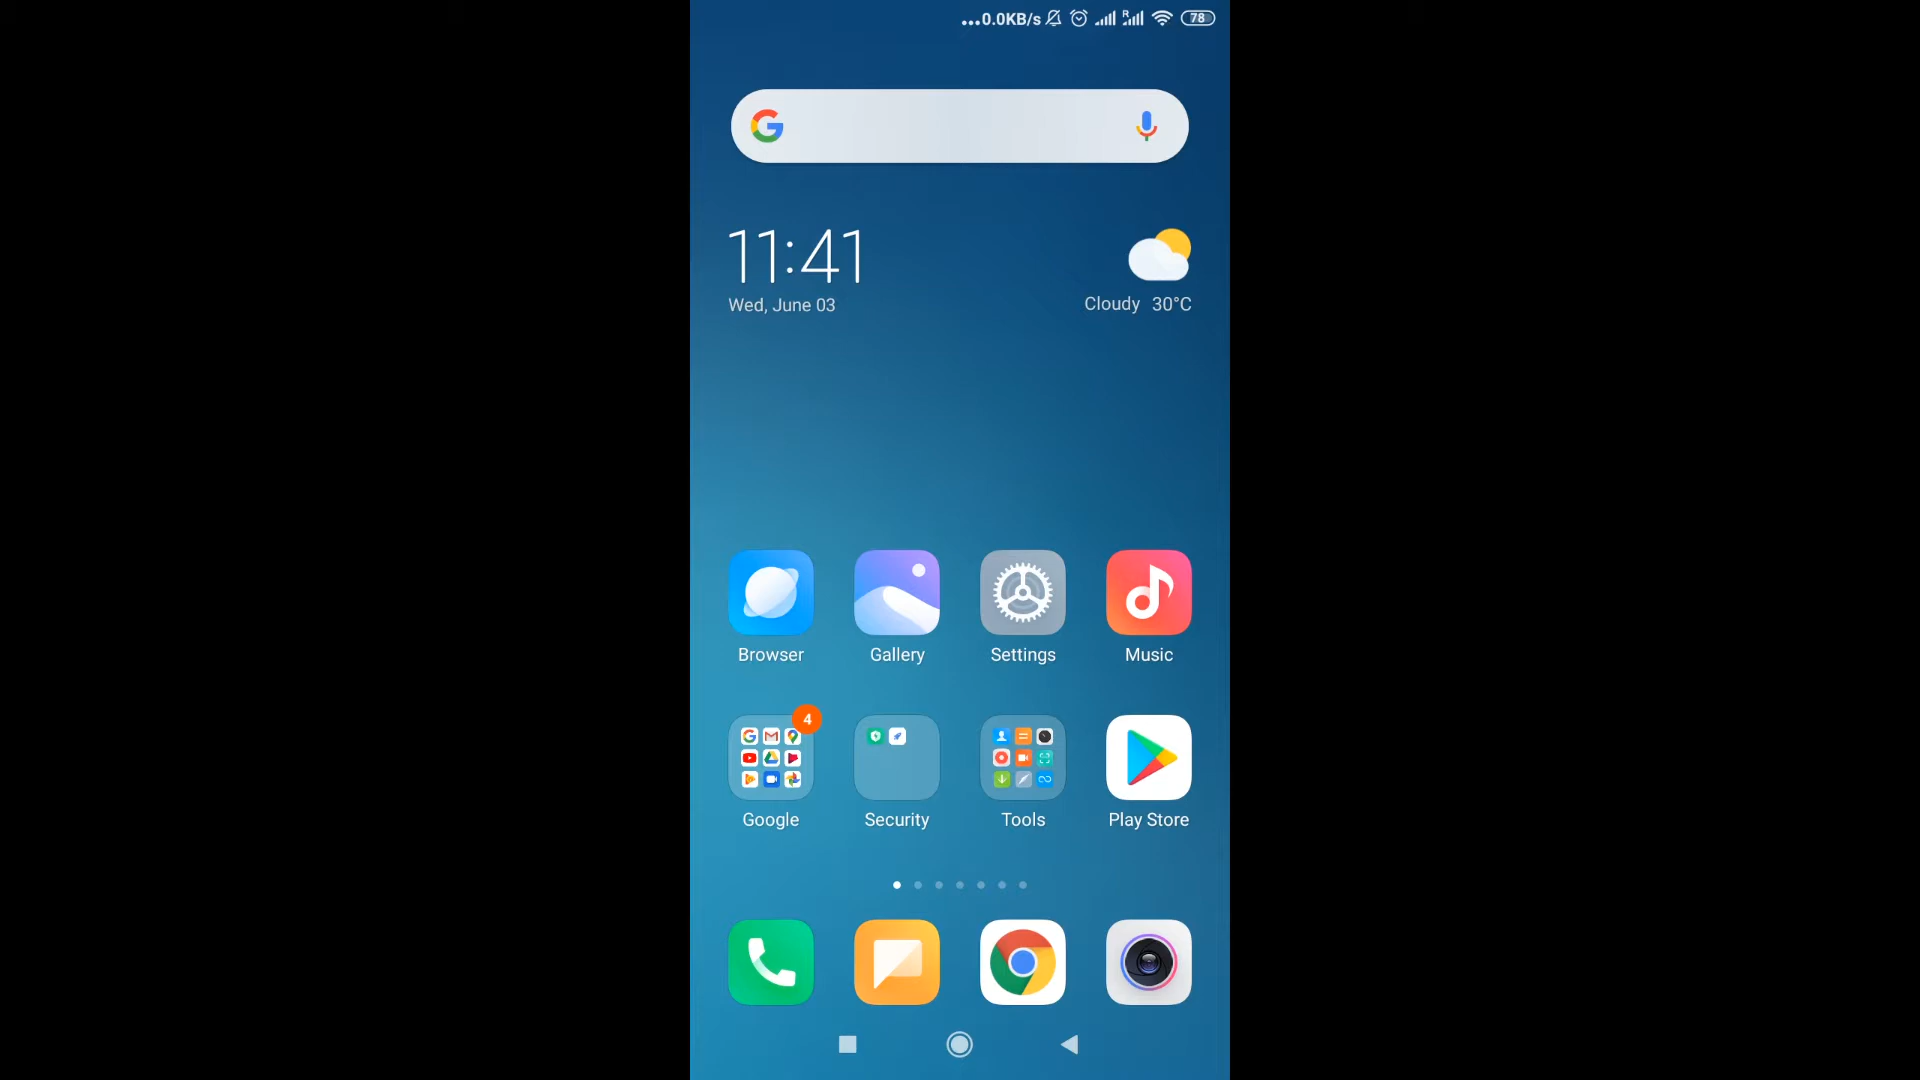 ...0.0KB/s R 78
11:41
Wed, June 03
Cloudy 30°C
Browser Gallery Settings Music
4
Google Security Tools Play Store